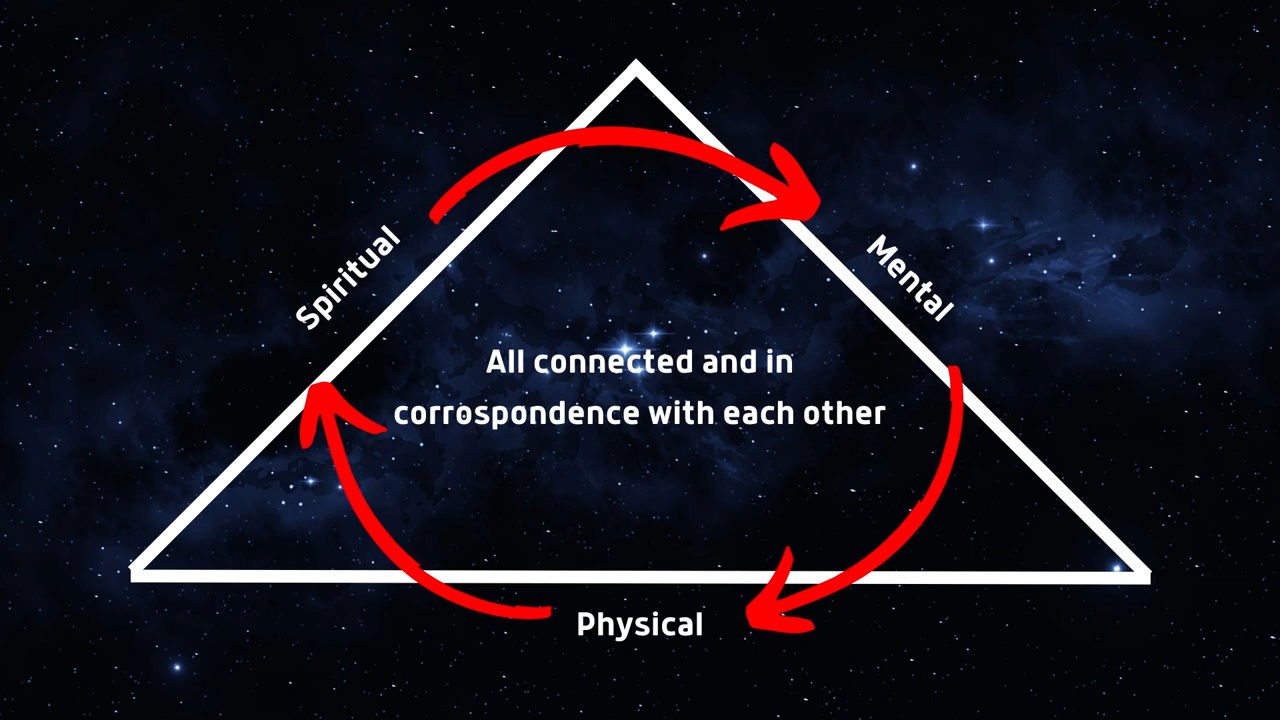 Spiritual
Mental
All connected and in
corrospondence with each other
Physical